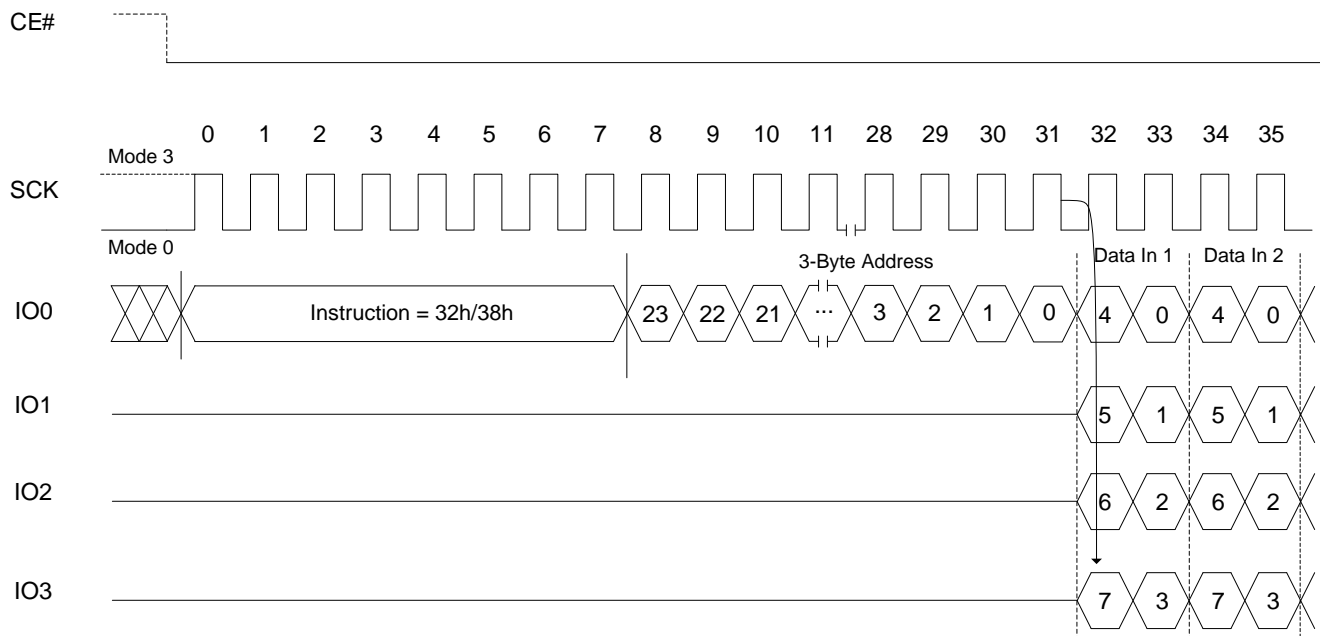 CE#
0 1 2 3 4 5 6 7 8 9 10 11 28 29 30 31 32 33 34 35
Mode 3
SCK
Mode 0
3-Byte Address
Data In 1 Data In 2
IO0 Instruction = 32h/38h 23 22 21 ... 3 2 1 0 4 0 4 0
IO1 5 1 5 1
IO2 6 2 6 2
IO3 7 3 7 3